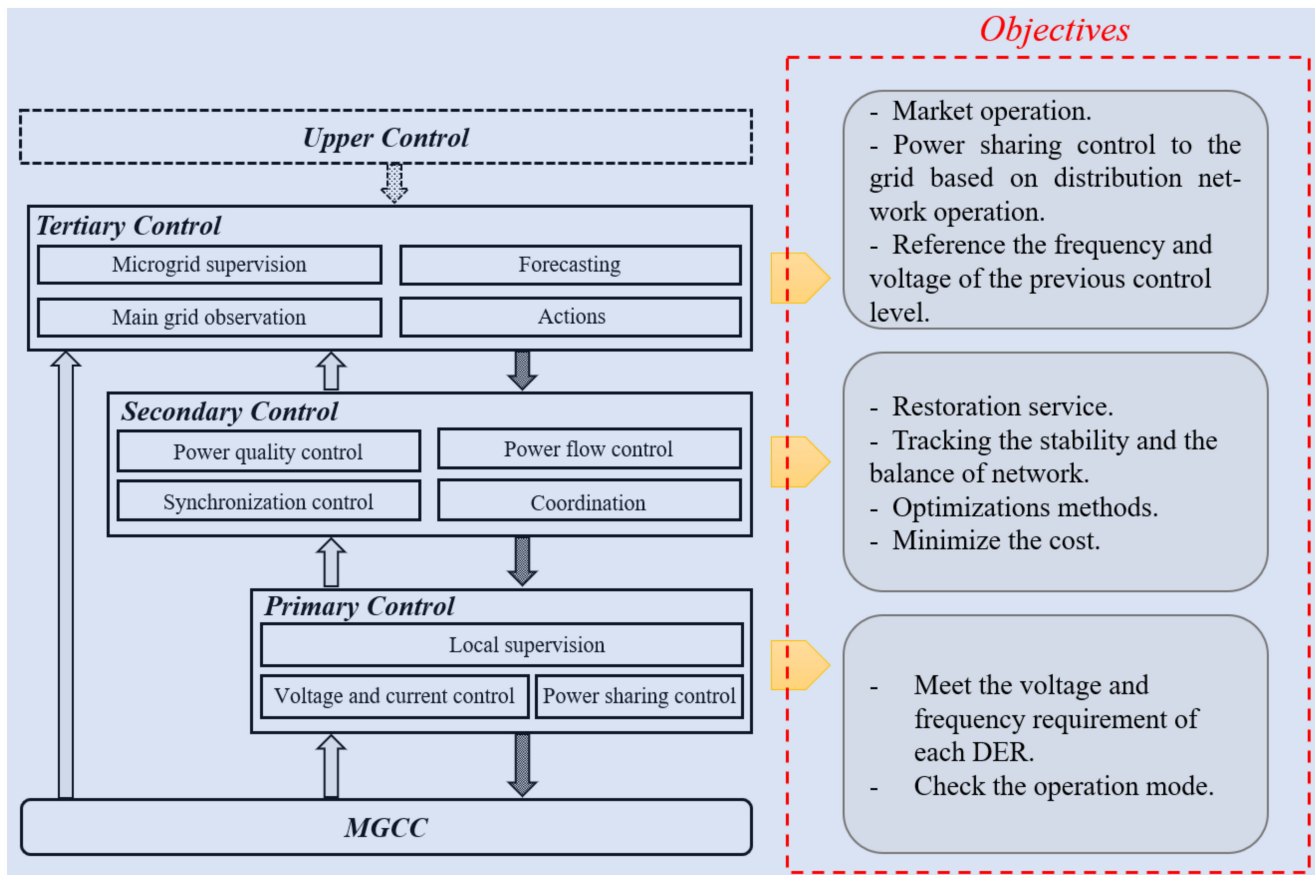 Objectives
Upper Control
Tertiary Control
Microgrid supervision
Forecasting
Main grid observation
Actions
- Market operation.
- Power sharing control to the
grid based on distribution net-
work operation.
- Reference the frequency and
voltage of the previous control
level.
Secondary Control
Power quality control
Power flow control
Synchronization control
Coordination
- Restoration service.
- Tracking the stability and the
balance of network.
- Optimizations methods.
- Minimize the cost.
Primary Control
Local supervision
Voltage and current control
Power sharing control
- Meet the voltage and
frequency requirement of
each DER.
- Check the operation mode.
MGCC